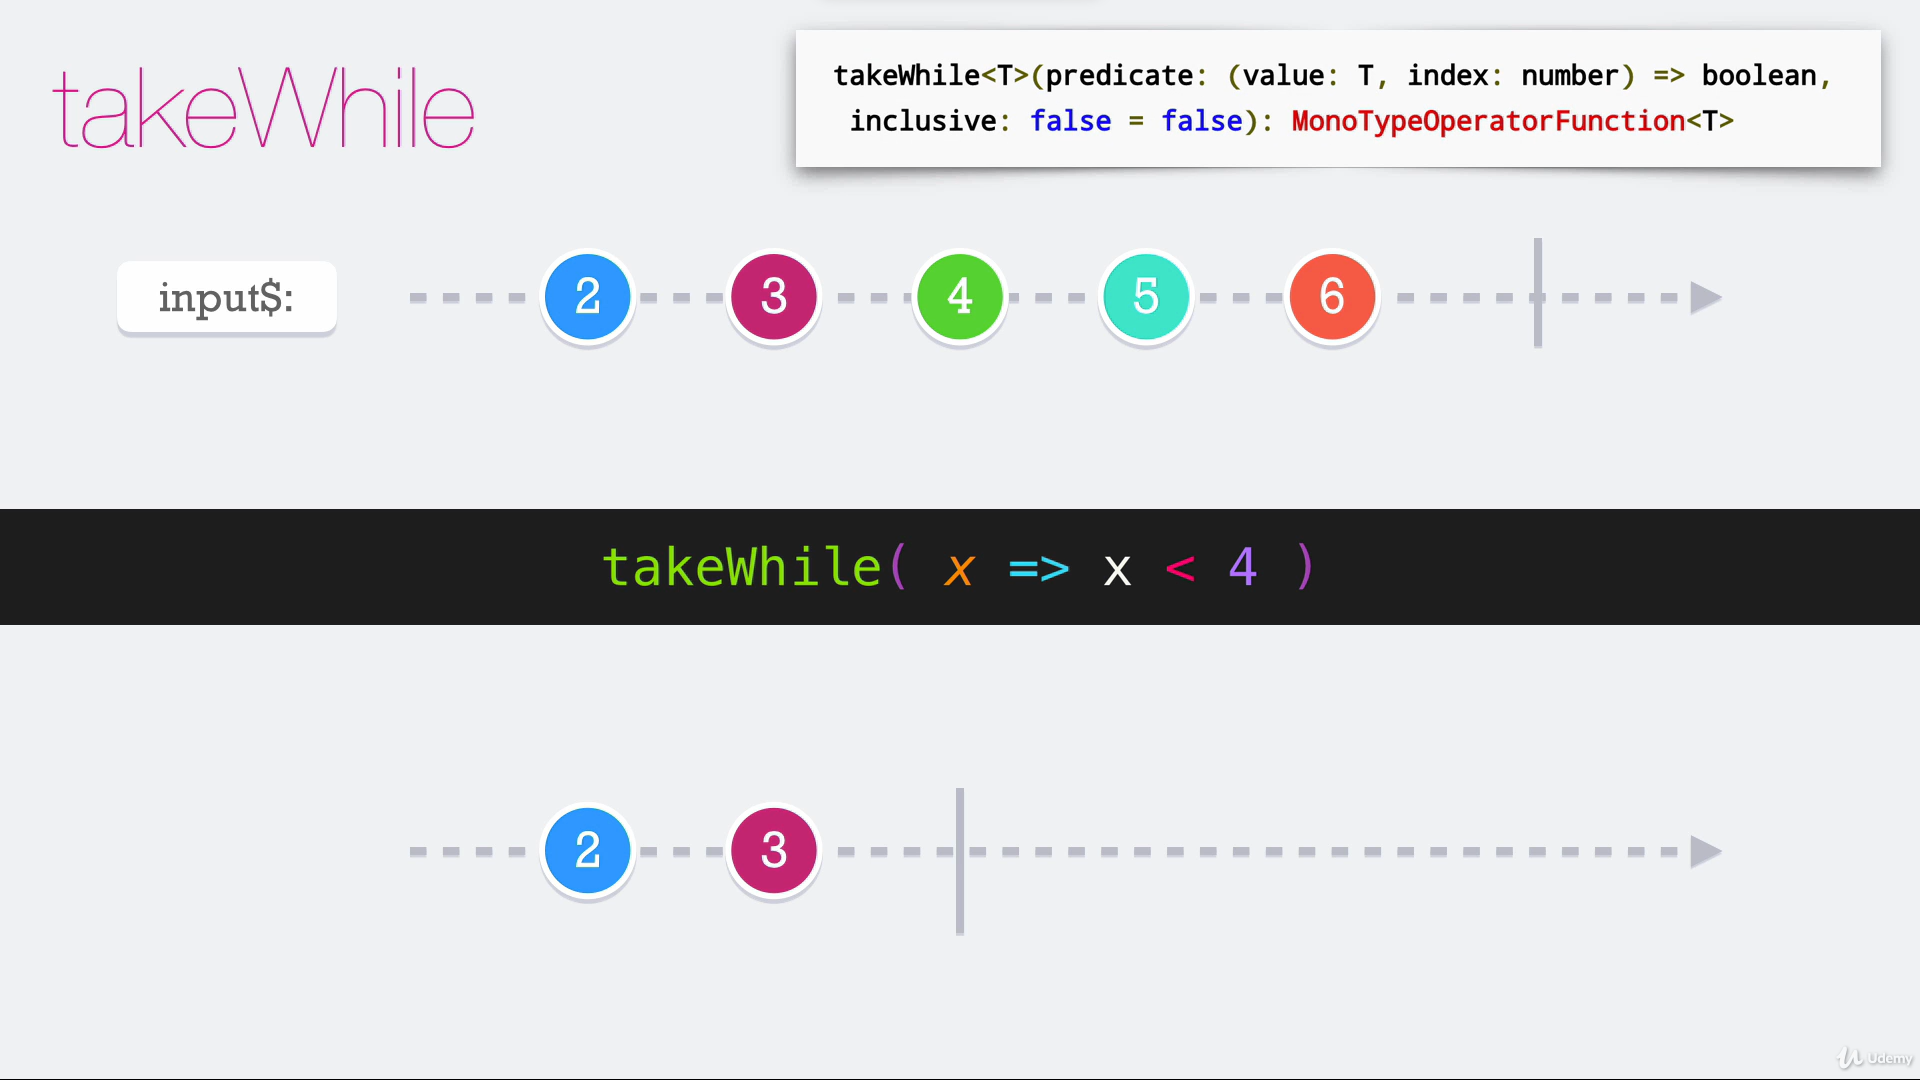 takeWhile
takeWhile<T>(predicate: (value: T, index: number) => boolean,
inclusive: false = false): MonoTypeOperatorFunction<T>
input$: 2 3 4 5 6
takeWhile( x => x < 4 )
2 3
Udemy